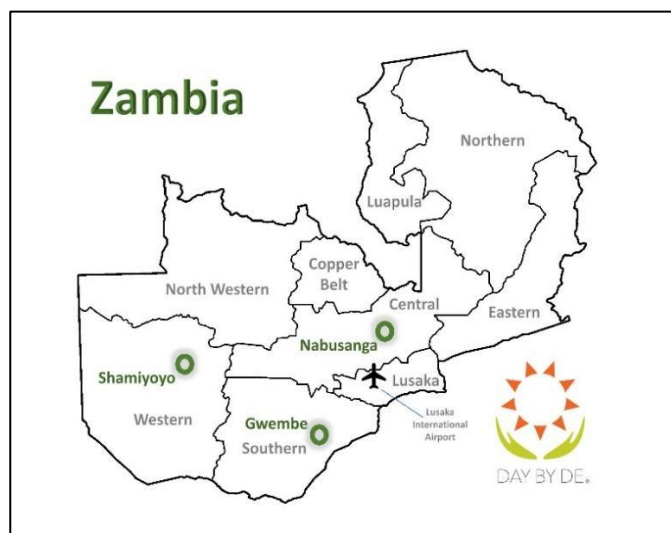 Zambia
Northern
Luapula
Copper
Belt
North Western
Central
Eastern
Nabusanga
Shamiyoyo
Lusaka
Western
Gwembe
Southern
Lusaka
International
Airport
DAY BY DE®